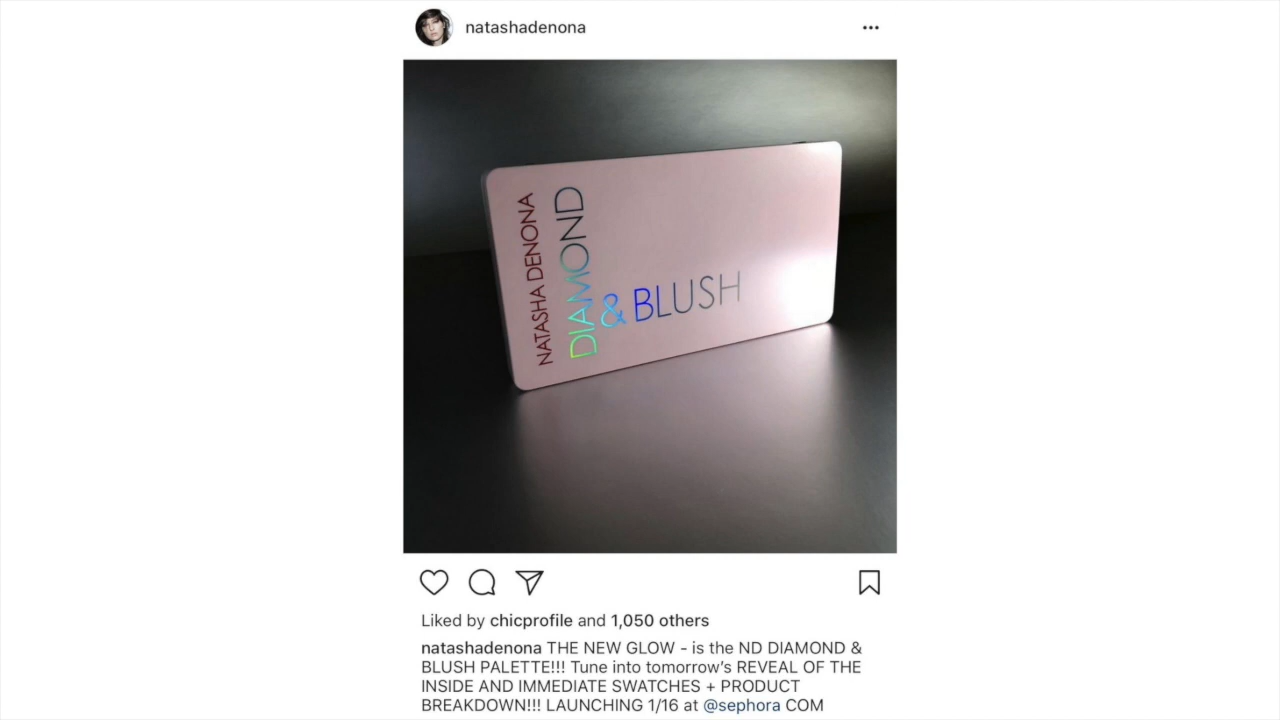 natashadenona
NATASHA DENONA
DIAMOND
& BLUSH
Liked by chicprofile and 1,050 others
natashadenona THE NEW GLOW - is the ND DIAMOND &
BLUSH PALETTE!!! Tune into tomorrow's REVEAL OF THE
INSIDE AND IMMEDIATE SWATCHES + PRODUCT
BREAKDOWN!!! LAUNCHING 1/16 at @sephora COM